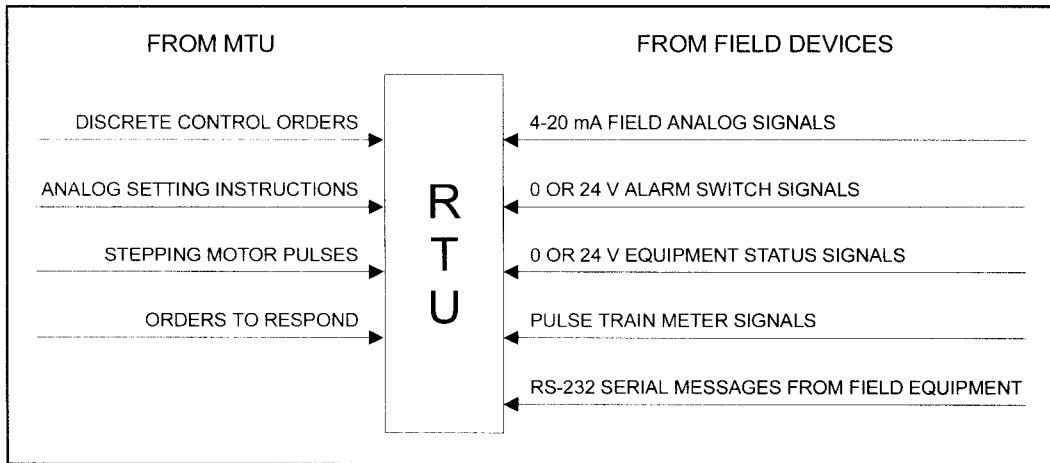 FROM MTU
FROM FIELD DEVICES
DISCRETE CONTROL ORDERS
ANALOG SETTING INSTRUCTIONS
STEPPING MOTOR PULSES
ORDERS TO RESPOND
R
T
U
4-20 mA FIELD ANALOG SIGNALS
0 OR 24 V ALARM SWITCH SIGNALS
0 OR 24 V EQUIPMENT STATUS SIGNALS
PULSE TRAIN METER SIGNALS
RS-232 SERIAL MESSAGES FROM FIELD EQUIPMENT